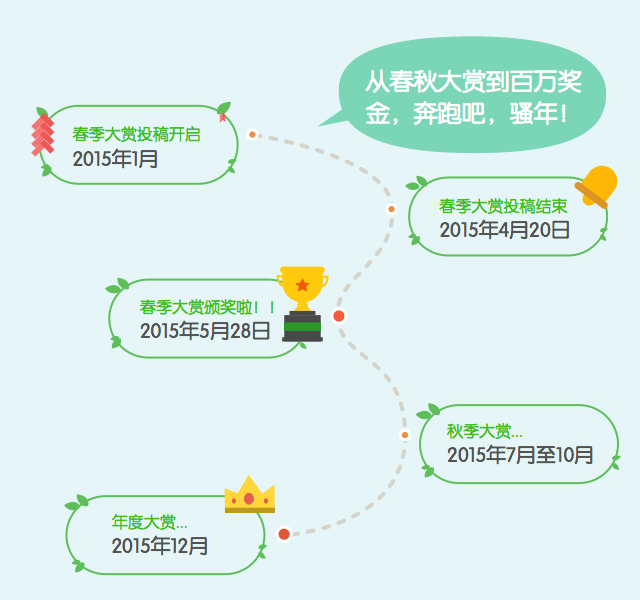 从春秋大赏到百万奖
金，奔跑吧，骚年！
春季大赏投稿开启
2015年1月
春季大赏投稿结束
2015年4月20日
春季大赏颁奖啦！！
2015年5月28日
秋季大赏...
2015年7月至10月
年度大赏...
2015年12月